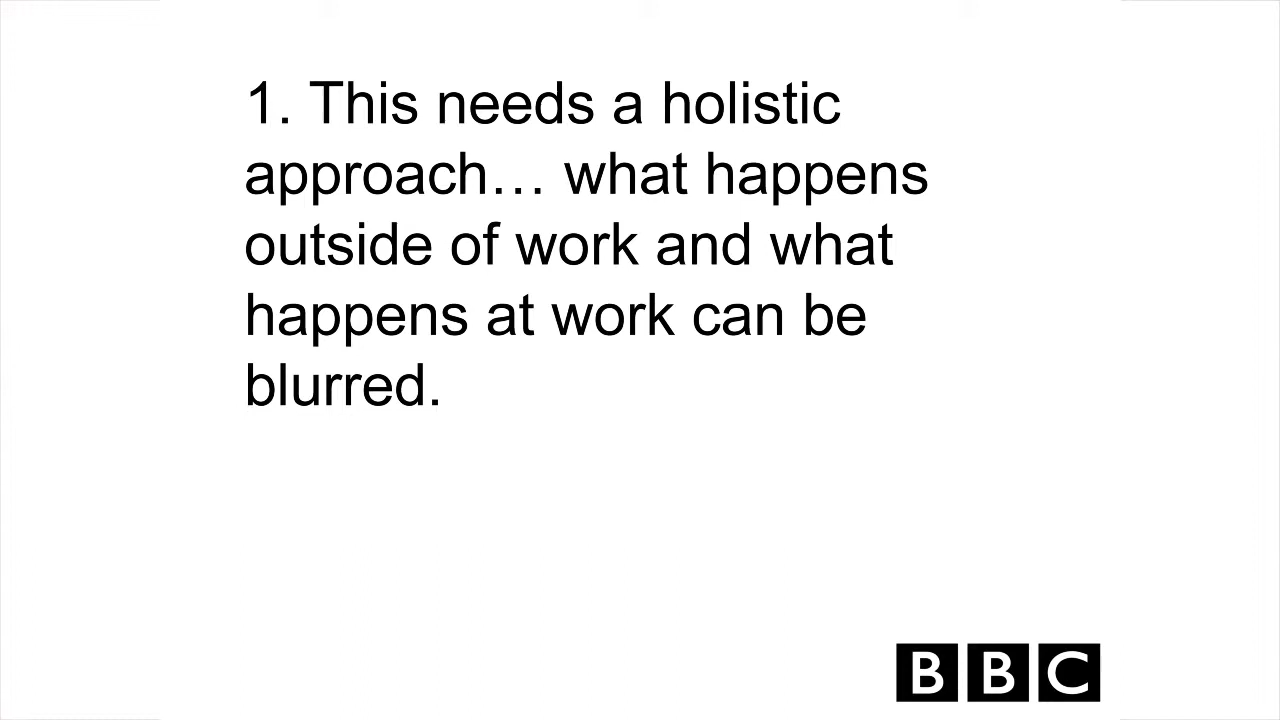 1. This needs a holistic
approach… what happens
outside of work and what
happens at work can be
blurred.
BBC